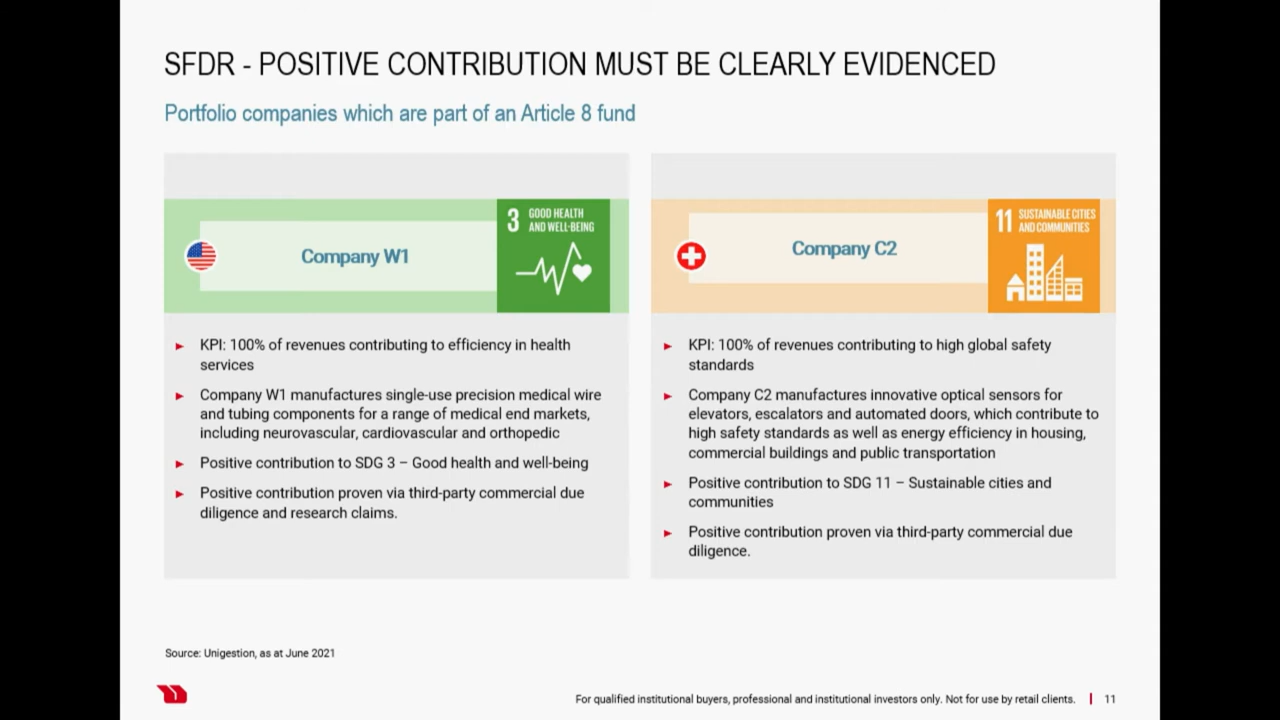 SFDR - POSITIVE CONTRIBUTION MUST BE CLEARLY EVIDENCED
Portfolio companies which are part of an Article 8 fund
Company W1
3 GOOD HEALTH
AND WELL-BEING
► KPI: 100% of revenues contributing to efficiency in health
services
► Company W1 manufactures single-use precision medical wire
and tubing components for a range of medical end markets,
including neurovascular, cardiovascular and orthopedic
► Positive contribution to SDG 3 – Good health and well-being
► Positive contribution proven via third-party commercial due
diligence and research claims.
Company C2
11 SUSTAINABLE CITIES
AND COMMUNITIES
► KPI: 100% of revenues contributing to high global safety
standards
► Company C2 manufactures innovative optical sensors for
elevators, escalators and automated doors, which contribute to
high safety standards as well as energy efficiency in housing,
commercial buildings and public transportation
► Positive contribution to SDG 11 – Sustainable cities and
communities
► Positive contribution proven via third-party commercial due
diligence.
Source: Unigestion, as at June 2021
For qualified institutional buyers, professional and institutional investors only. Not for use by retail clients. | 11